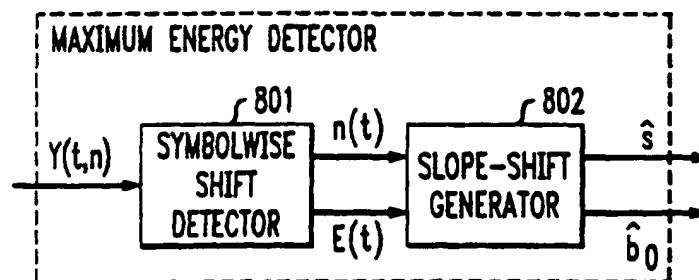 MAXIMUM ENERGY DETECTOR
801
802
Y(t,n)
SYMBOLWISE
SHIFT
DETECTOR
n(t)
E(t)
SLOPE-SHIFT
GENERATOR
ŝ
b̂0